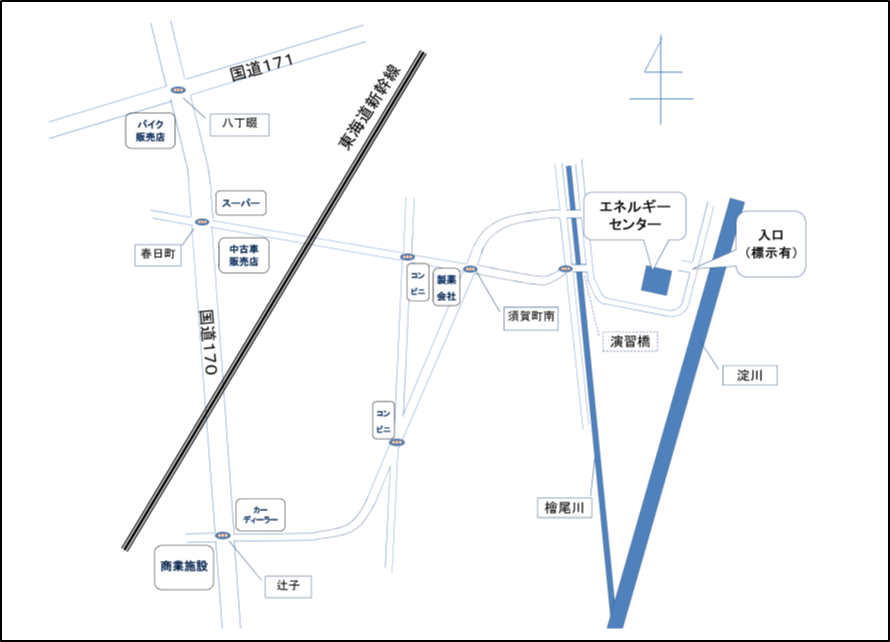 国道171
東海道新幹線
八丁畷
バイク
販売店
スーパー
春日町
中古車
販売店
エネルギー
センター
入口
（標示有）
コン
ビニ
製薬
会社
須賀町南
国道170
演習橋
淀川
コン
ビニ
檜尾川
カー
ディーラー
商業施設
辻子